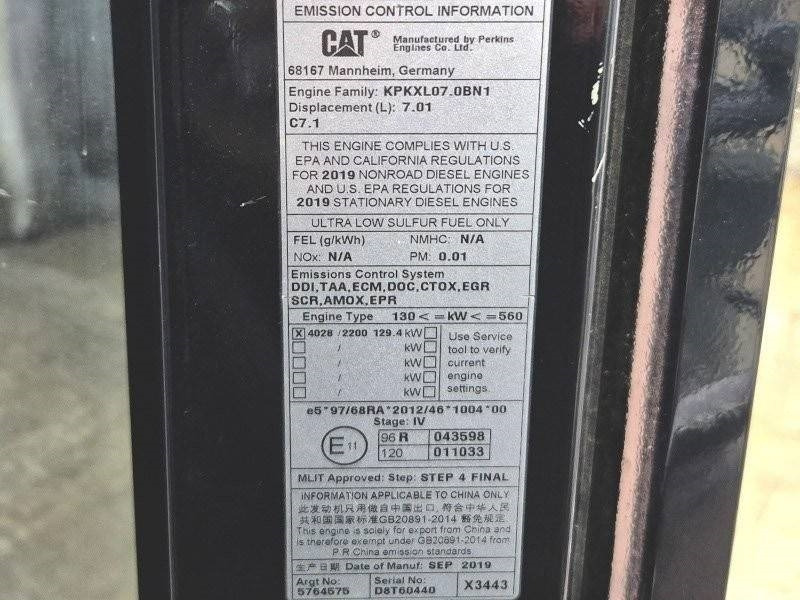 EMISSION CONTROL INFORMATION
CAT® Manufactured by Perkins
Engines Co. Ltd.
68167 Mannheim, Germany
Engine Family: KPKXL07.0BN1
Displacement (L): 7.01
C7.1
THIS ENGINE COMPLIES WITH U.S.
EPA AND CALIFORNIA REGULATIONS
FOR 2019 NONROAD DIESEL ENGINES
AND U.S. EPA REGULATIONS FOR
2019 STATIONARY DIESEL ENGINES
ULTRA LOW SULFUR FUEL ONLY
FEL (g/kWh) NMHC: N/A
NOx: N/A PM: 0.01
Emissions Control System
DDI,TAA,ECM,DOC,CTOX,EGR
SCR,AMOX,EPR
Engine Type 130 < = kW < = 560
X 4028 / 2200 129.4 kW
/ kW
/ kW
/ kW
/ kW
Use Service
tool to verify
current
engine
settings.
e5*97/68RA*2012/46*1004*00
Stage: IV
E 11
96 R 043598
120 011033
MLIT Approved: Step: STEP 4 FINAL
INFORMATION APPLICABLE TO CHINA ONLY
此发动机只用做自中国出口, 符合中华人民
共和国国家标准GB20891-2014 豁免规定.
This engine is solely for export from China and
is therefore exempt under GB20891-2014 from
P.R.China emission standards.
生产日期 Date of Manuf: SEP 2019
Argt No:
5764575
Serial No:
D8T60440
X3443